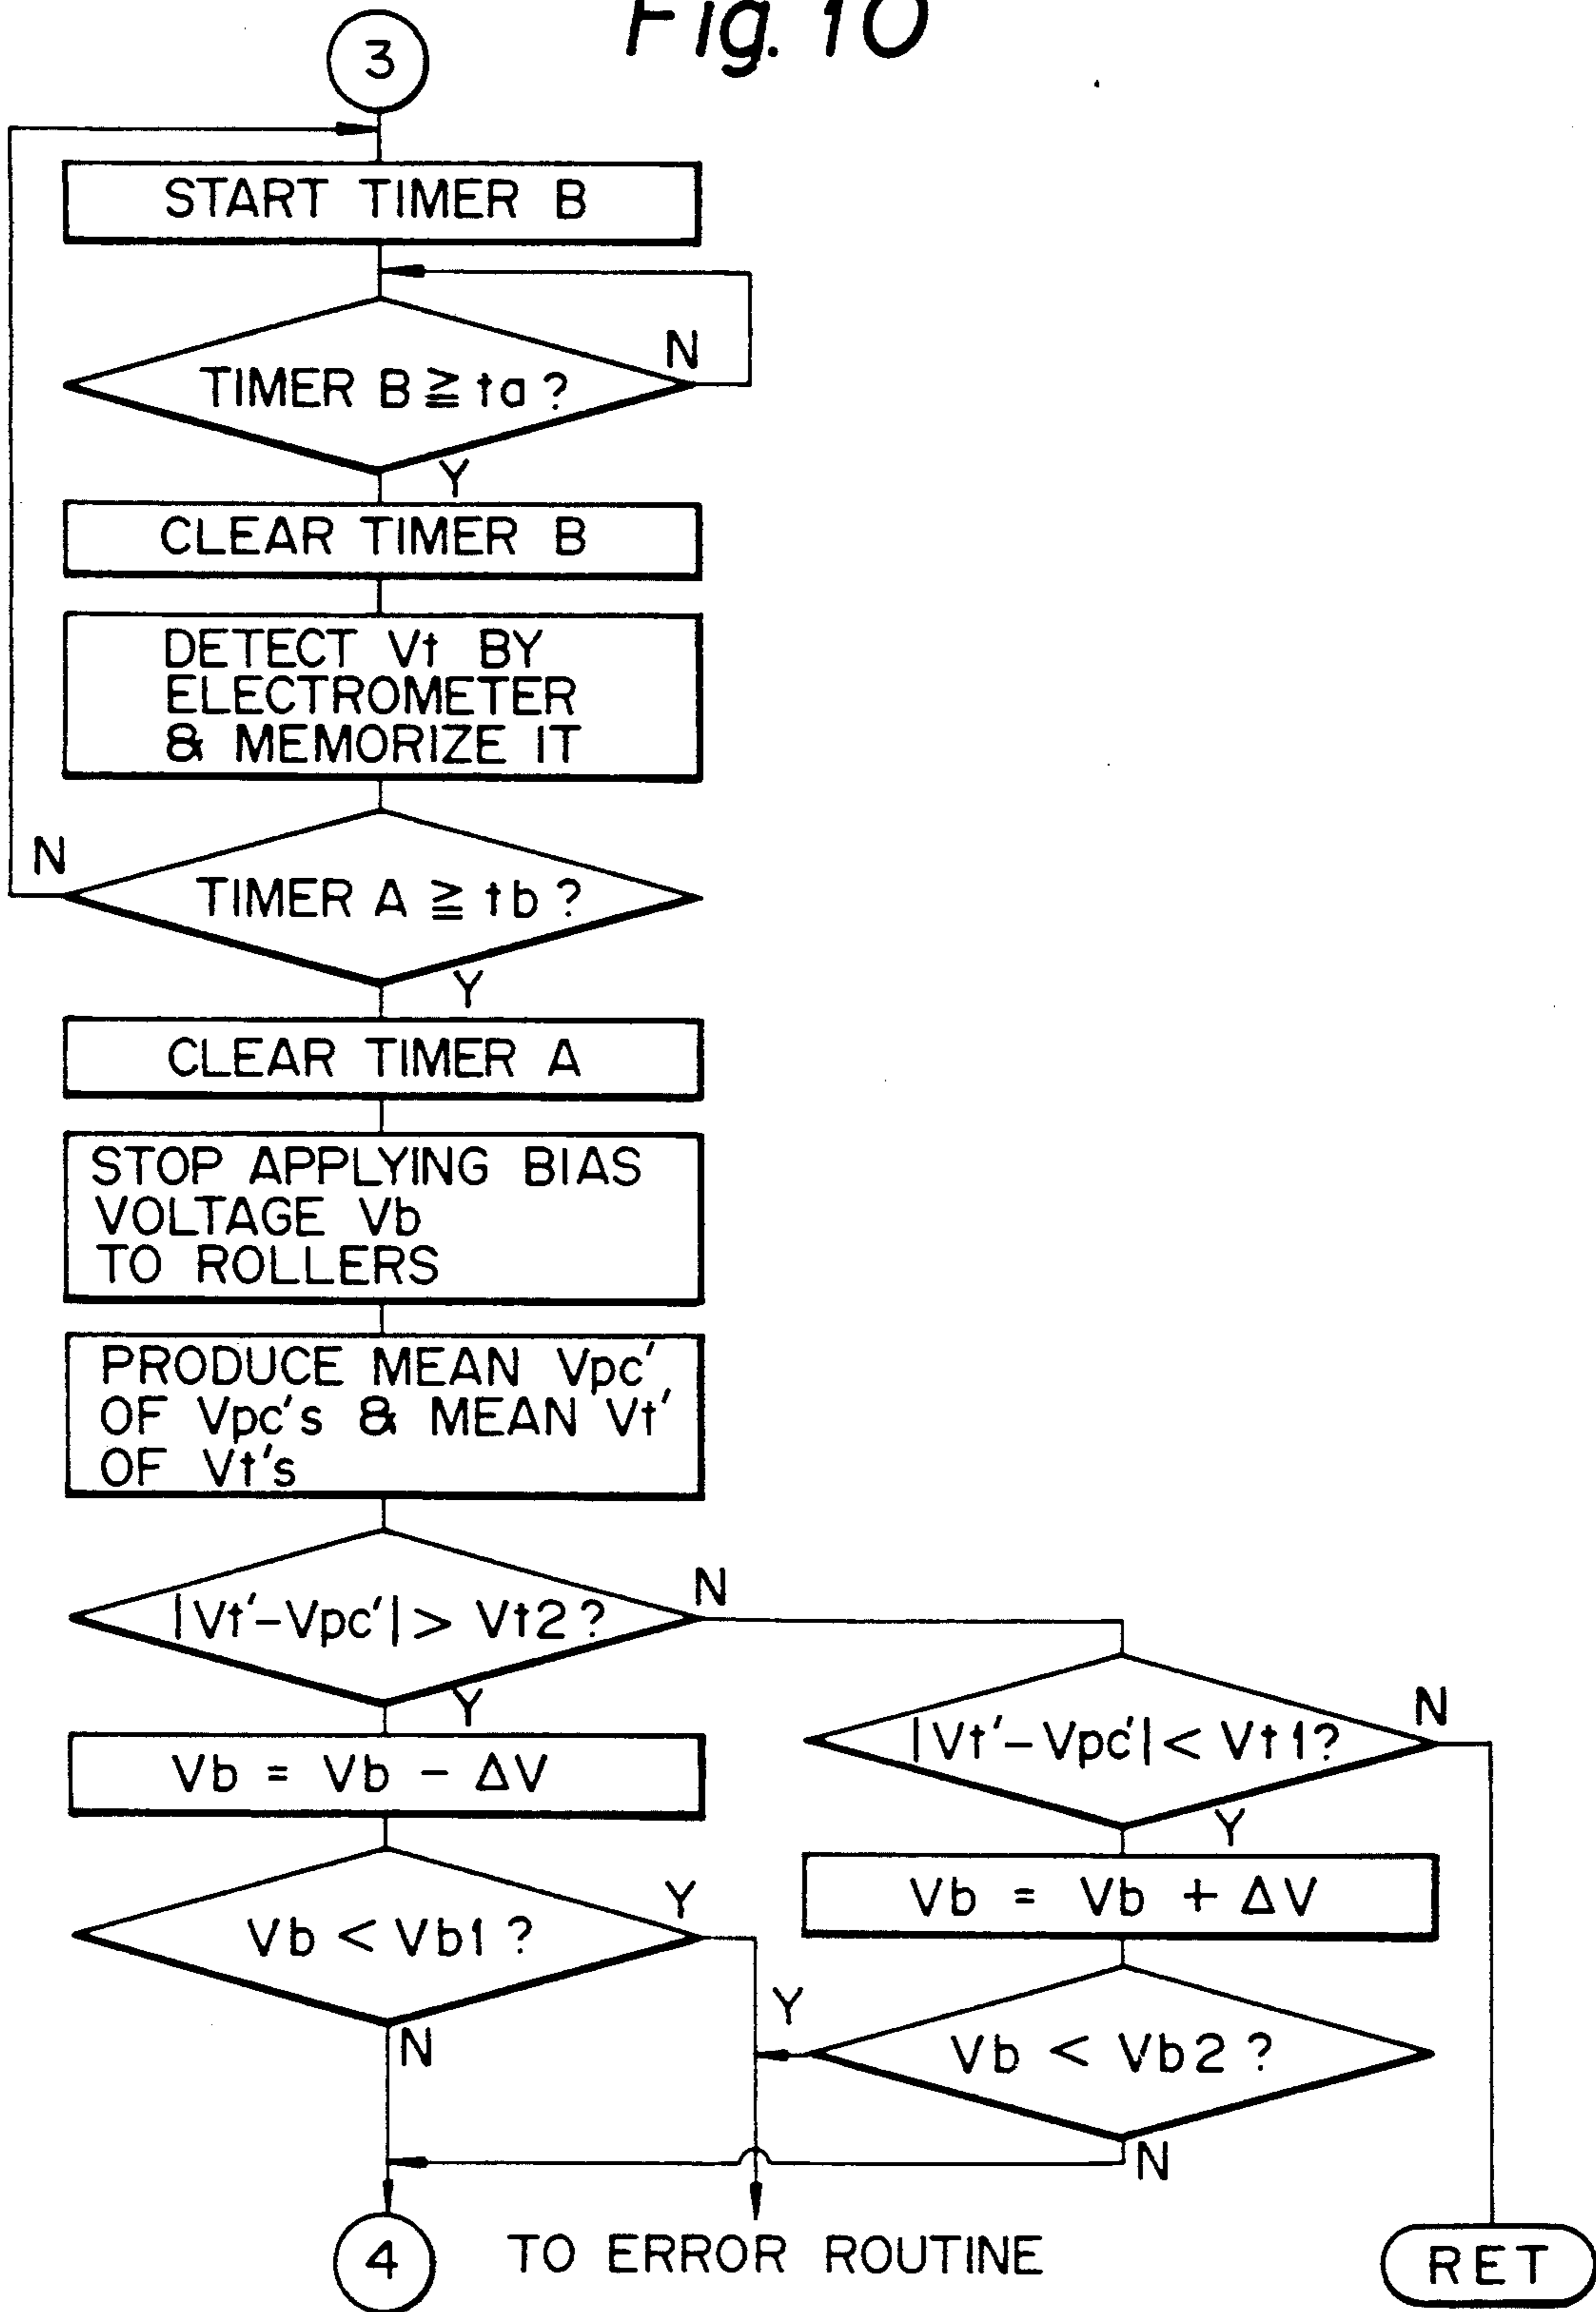 Fig. 10
3
START TIMER B
TIMER B ≧ ta ?
N
Y
CLEAR TIMER B
DETECT Vt BY
ELECTROMETER
& MEMORIZE IT
N
TIMER A ≧ tb ?
Y
CLEAR TIMER A
STOP APPLYING BIAS
VOLTAGE Vb
TO ROLLERS
PRODUCE MEAN Vpc'
OF Vpc's & MEAN Vt'
OF Vt's
|Vt'-Vpc'| > Vt2 ?
N
Y
|Vt'-Vpc'| < Vt1?
N
Y
Vb = Vb - ΔV
Vb = Vb + ΔV
Vb < Vb1 ?
Y
N
Vb < Vb2 ?
Y
N
4
TO ERROR ROUTINE
RET